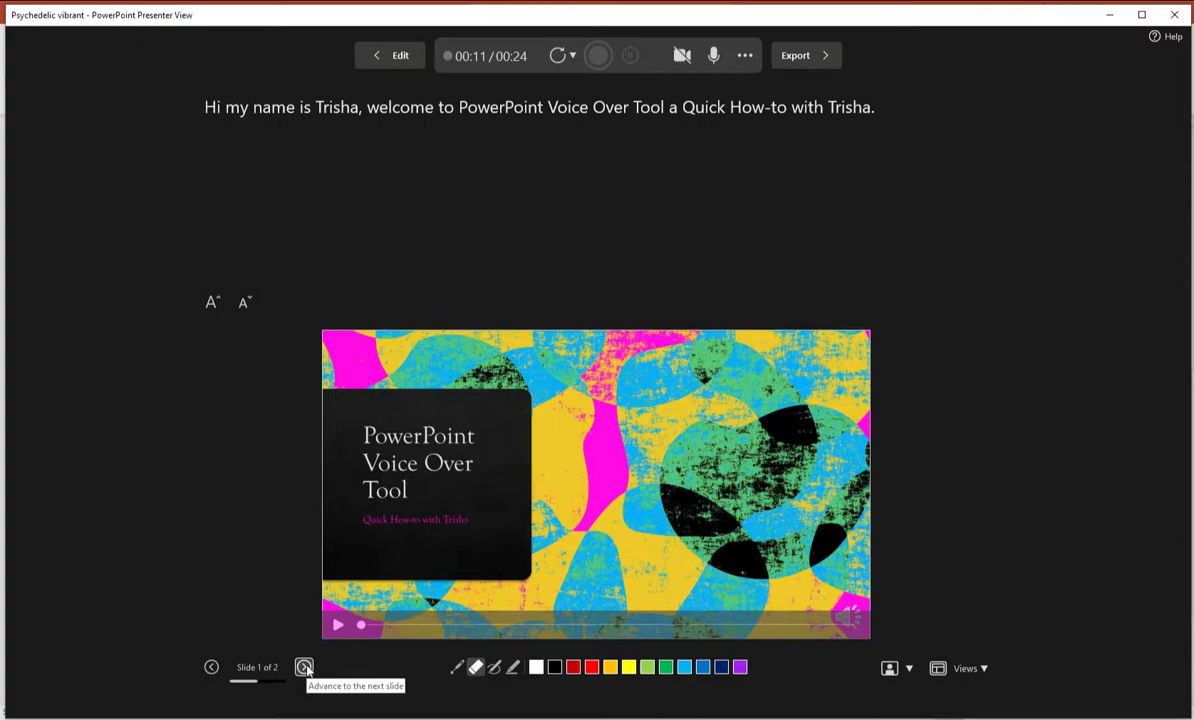 Psychedelic vibrant - PowerPoint Presenter View
Help
Edit
00:11/00:24
Export
Hi my name is Trisha, welcome to PowerPoint Voice Over Tool a Quick How-to with Trisha.
A^ Aˇ
PowerPoint
Voice Over
Tool
Quick How-to with Trisha
Slide 1 of 2
Views
Advance to the next slide